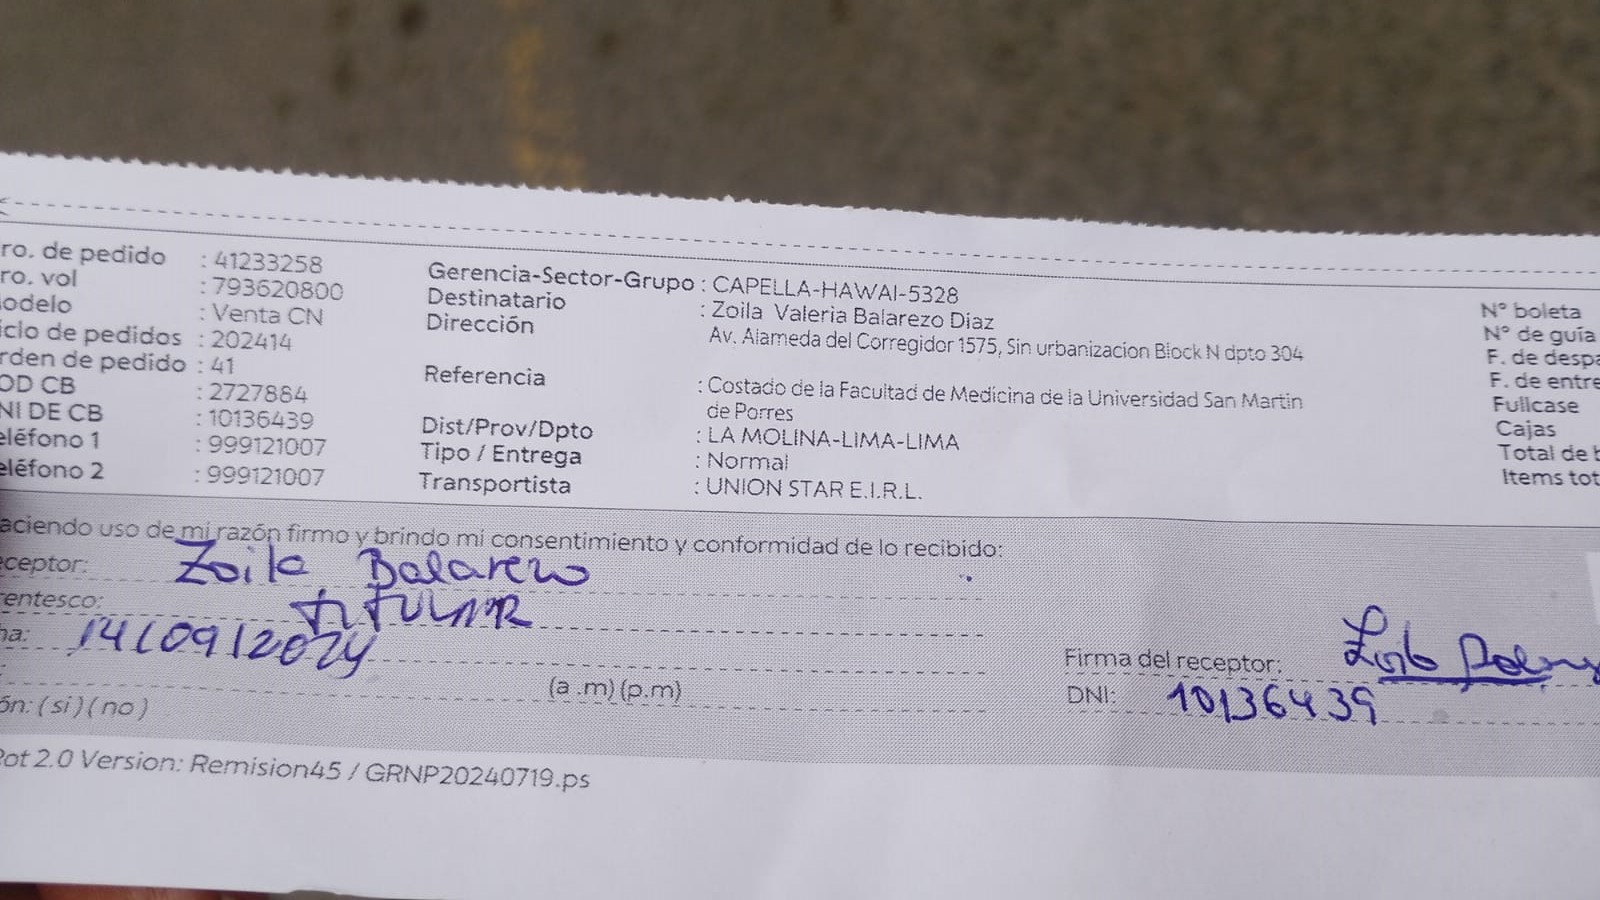 ro. de pedido : 41233258
ro. vol : 793620800
odelo : Venta CN
iclo de pedidos : 202414
rden de pedido : 41
OD CB : 2727884
NI DE CB : 10136439
eléfono 1 : 999121007
eléfono 2 : 999121007
Gerencia-Sector-Grupo : CAPELLA-HAWAI-5328
Destinatario : Zoila Valeria Balarezo Diaz
Dirección Av. Alameda del Corregidor 1575, Sin urbanizacion Block N dpto 304
Referencia : Costado de la Facultad de Medicina de la Universidad San Martin
de Porres
Dist/Prov/Dpto : LA MOLINA-LIMA-LIMA
Tipo / Entrega : Normal
Transportista : UNION STAR E.I.R.L.
N° boleta
N° de guía
F. de despa
F. de entre
Fullcase
Cajas
Total de b
Items tot
aciendo uso de mi razón firmo y brindo mi consentimiento y conformidad de lo recibido:
eceptor: Zoila Balarezo
rentesco: TITULAR
ha: 14/09/2024
(a .m) (p.m)
ón: ( si ) ( no )
Firma del receptor: Zoila
DNI: 10136439
Rot 2.0 Version: Remision45 / GRNP20240719.ps